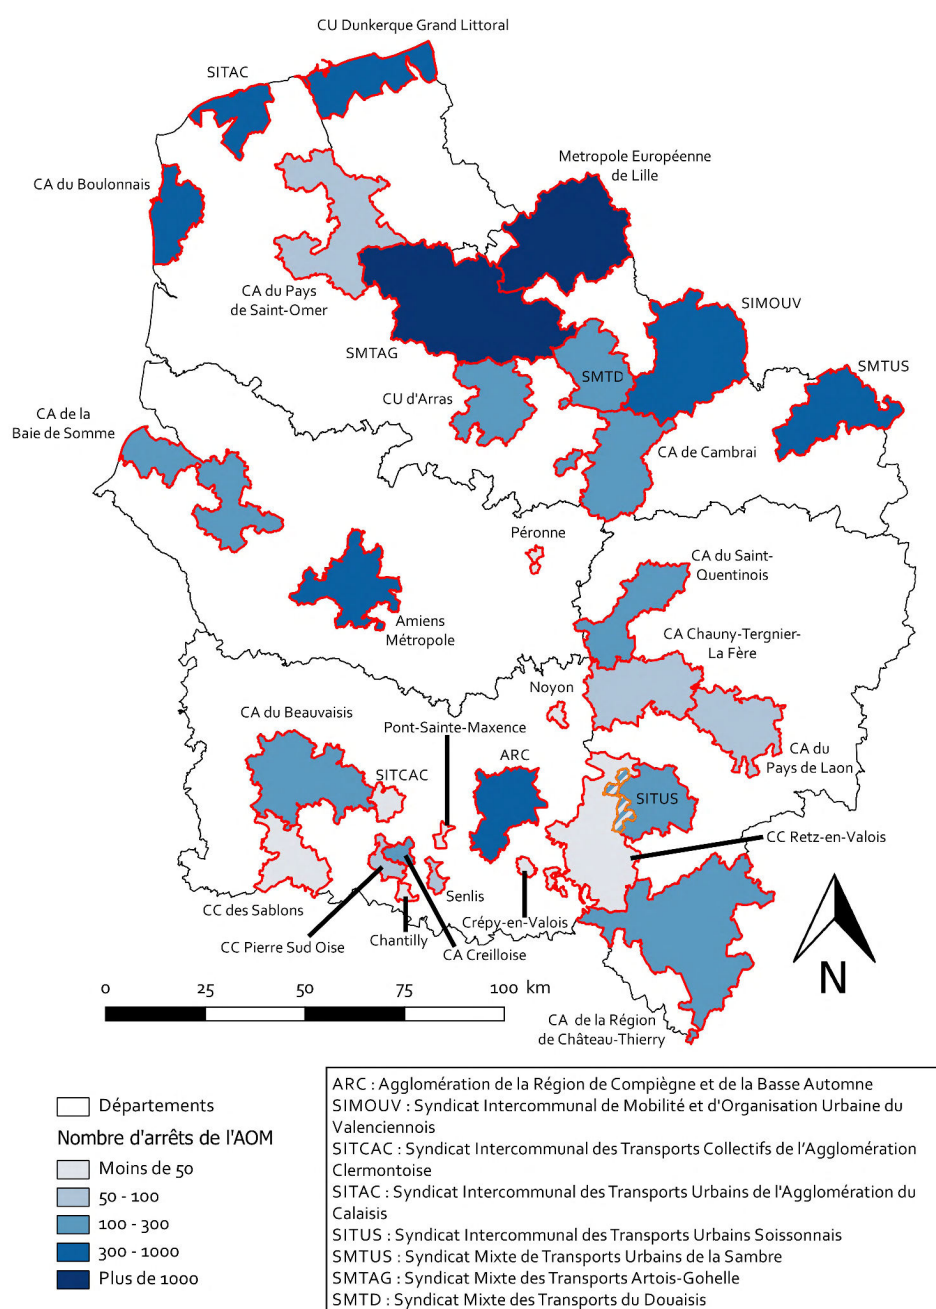 CU Dunkerque Grand Littoral
SITAC
Metropole Européenne
de Lille
CA du Boulonnais
CA du Pays
de Saint-Omer
SIMOUV
SMTAG
SMTD
SMTUS
CU d'Arras
CA de la
Baie de Somme
CA de Cambrai
Péronne
CA du Saint-
Quentinois
Amiens
Métropole
CA Chauny-Tergnier-
La Fère
Noyon
CA du Beauvaisis
Pont-Sainte-Maxence
ARC
SITCAC
CA du
Pays de Laon
SITUS
CC Retz-en-Valois
CC des Sablons
Senlis
Crépy-en-Valois
Chantilly
CC Pierre Sud Oise
CA Creilloise
N
0 25 50 75 100 km
CA de la Région
de Château-Thierry
Départements
Nombre d'arrêts de l'AOM
Moins de 50
50 - 100
100 - 300
300 - 1000
Plus de 1000
ARC : Agglomération de la Région de Compiègne et de la Basse Automne
SIMOUV : Syndicat Intercommunal de Mobilité et d'Organisation Urbaine du
Valenciennois
SITCAC : Syndicat Intercommunal des Transports Collectifs de l’Agglomération
Clermontoise
SITAC : Syndicat Intercommunal des Transports Urbains de l'Agglomération du
Calaisis
SITUS : Syndicat Intercommunal des Transports Urbains Soissonnais
SMTUS : Syndicat Mixte de Transports Urbains de la Sambre
SMTAG : Syndicat Mixte des Transports Artois-Gohelle
SMTD : Syndicat Mixte des Transports du Douaisis